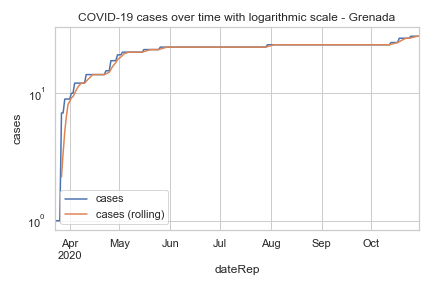 COVID-19 cases over time with logarithmic scale - Grenada
cases
10¹
10⁰
cases
cases (rolling)
Apr
2020
May
Jun
Jul
Aug
Sep
Oct
dateRep